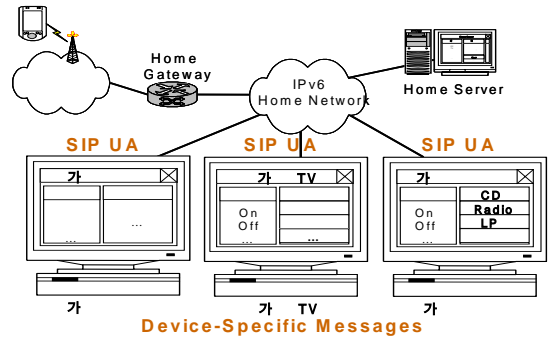 Home
Gateway
IPv6
Home Network
Home Server
SIP UA
SIP UA
SIP UA
가
...
...
가 TV
On
Off
...
...
가
On
Off
...
CD
Radio
LP
가
가 TV
가
Device-Specific Messages